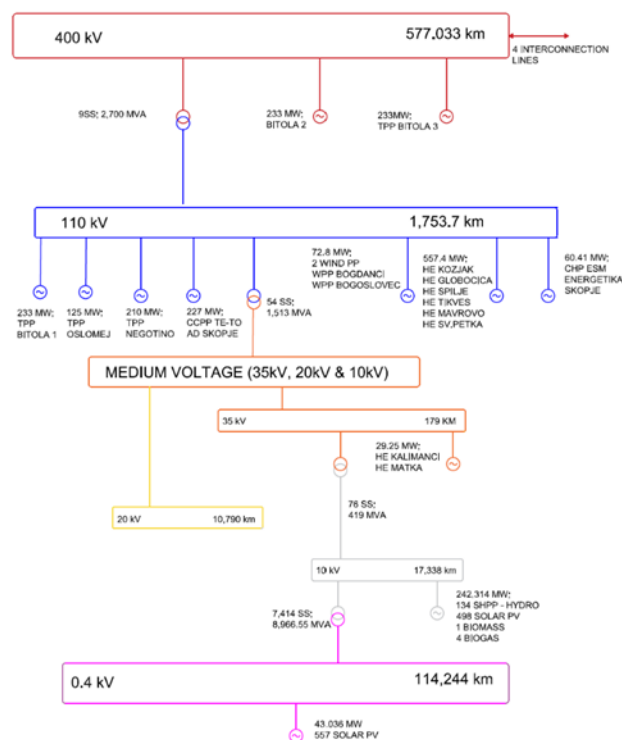 400 kV
577.033 km
4 INTERCONNECTION
LINES
9SS; 2,700 MVA
233 MW;
BITOLA 2
233MW;
TPP BITOLA 3
110 kV
1,753.7 km
233 MW;
TPP
BITOLA 1
125 MW;
TPP
OSLOMEJ
210 MW;
TPP
NEGOTINO
227 MW;
CCPP TE-TO
AD SKOPJE
54 SS;
1,513 MVA
72.8 MW;
2 WIND PP
WPP BOGDANCI
WPP BOGOSLOVEC
557.4 MW;
HE KOZJAK
HE GLOBOCICA
HE SPILJE
HE TIKVES
HE MAVROVO
HE SV.PETKA
60.41 MW;
CHP ESM
ENERGETIKA
SKOPJE
MEDIUM VOLTAGE (35kV, 20kV & 10kV)
35 kV
179 KM
29.25 MW;
HE KALIMANCI
HE MATKA
20 kV
10,790 km
76 SS;
419 MVA
10 kV
17,338 km
242.314 MW;
134 SHPP - HYDRO
498 SOLAR PV
1 BIOMASS
4 BIOGAS
7,414 SS;
8,966.55 MVA
0.4 kV
114,244 km
43.036 MW
557 SOLAR PV